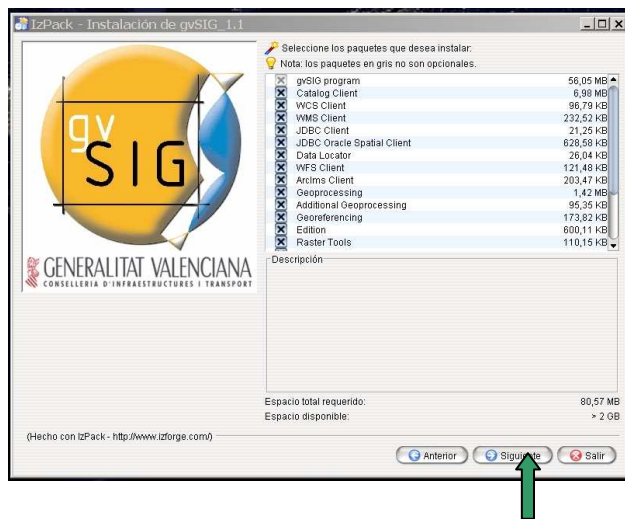 IzPack - Instalación de gvSIG_1.1
Seleccione los paquetes que desea instalar:
Nota: los paquetes en gris no son opcionales.
gvSIG program 56,05 MB
Catalog Client 6,98 MB
WCS Client 96,79 KB
WMS Client 232,52 KB
JDBC Client 21,25 KB
JDBC Oracle Spatial Client 628,58 KB
Data Locator 26,04 KB
WFS Client 121,48 KB
ArcIms Client 203,47 KB
Geoprocessing 1,42 MB
Additional Geoprocessing 95,35 KB
Georeferencing 173,82 KB
Edition 600,11 KB
Raster Tools 110,15 KB
gv
SIG
GENERALITAT VALENCIANA
CONSELLERIA D'INFRAESTRUCTURES I TRANSPORT
Descripción
Espacio total requerido: 80,57 MB
Espacio disponible: > 2 GB
(Hecho con IzPack - http://www.izforge.com/)
Anterior Siguiente Salir